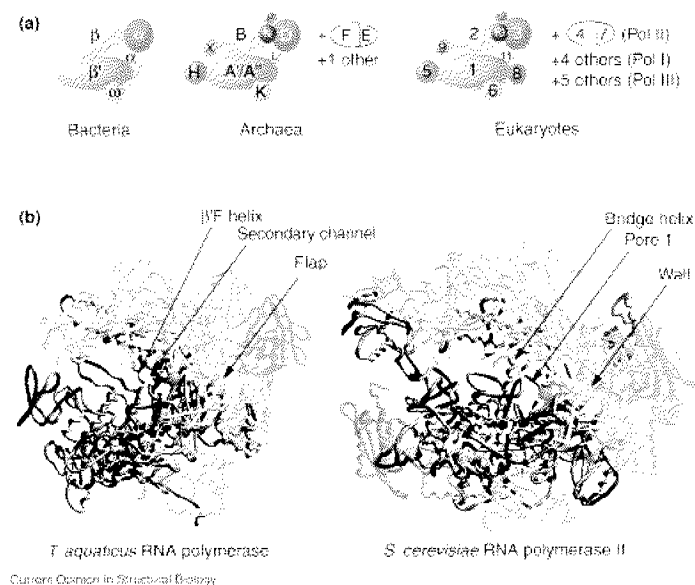 (a)
β
α
β'
ω
Bacteria
B
X
L
H
A'/A"
K
+ F E
+1 other
Archaea
2
9
11
5
1
8
6
+ 4 7 (Pol II)
+4 others (Pol I)
+5 others (Pol III)
Eukaryotes
(b)
β'F helix
Secondary channel
Flap
Bridge helix
Pore 1
Wall
T. aquaticus RNA polymerase
S. cerevisiae RNA polymerase II
Current Opinion in Structural Biology